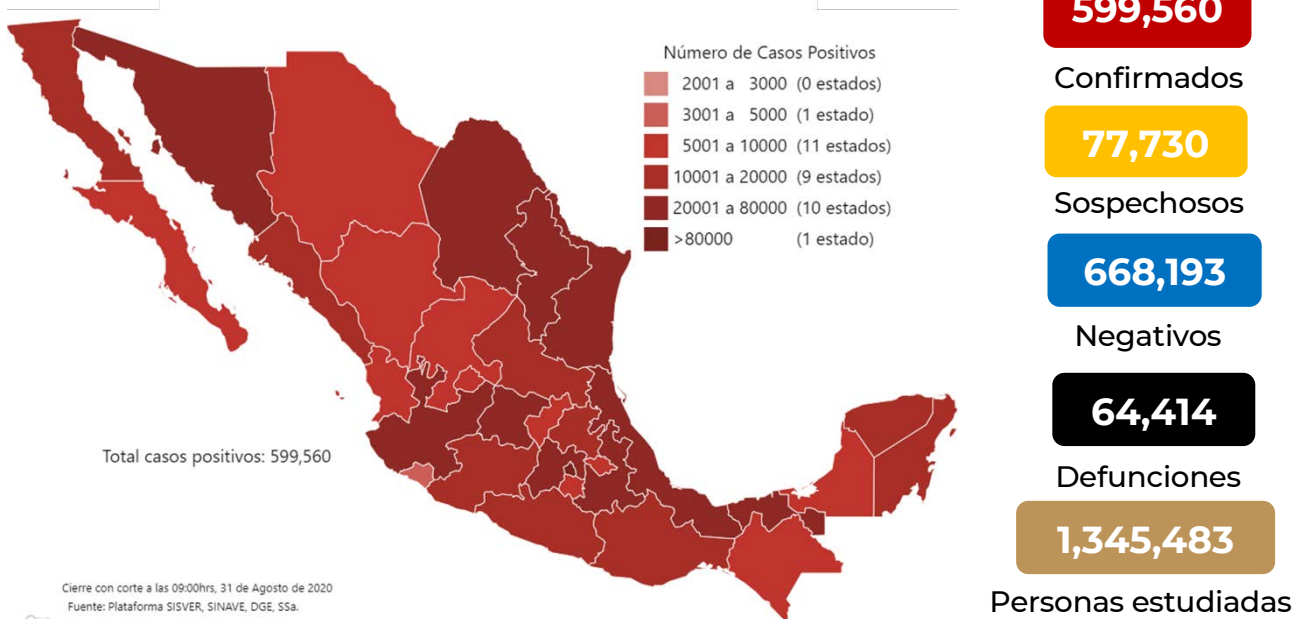 Número de Casos Positivos
2001 a 3000 (0 estados)
3001 a 5000 (1 estado)
5001 a 10000 (11 estados)
10001 a 20000 (9 estados)
20001 a 80000 (10 estados)
>80000 (1 estado)
Total casos positivos: 599,560
Cierre con corte a las 09:00hrs, 31 de Agosto de 2020
Fuente: Plataforma SISVER, SINAVE, DGE, SSa.
599,560
Confirmados
77,730
Sospechosos
668,193
Negativos
64,414
Defunciones
1,345,483
Personas estudiadas